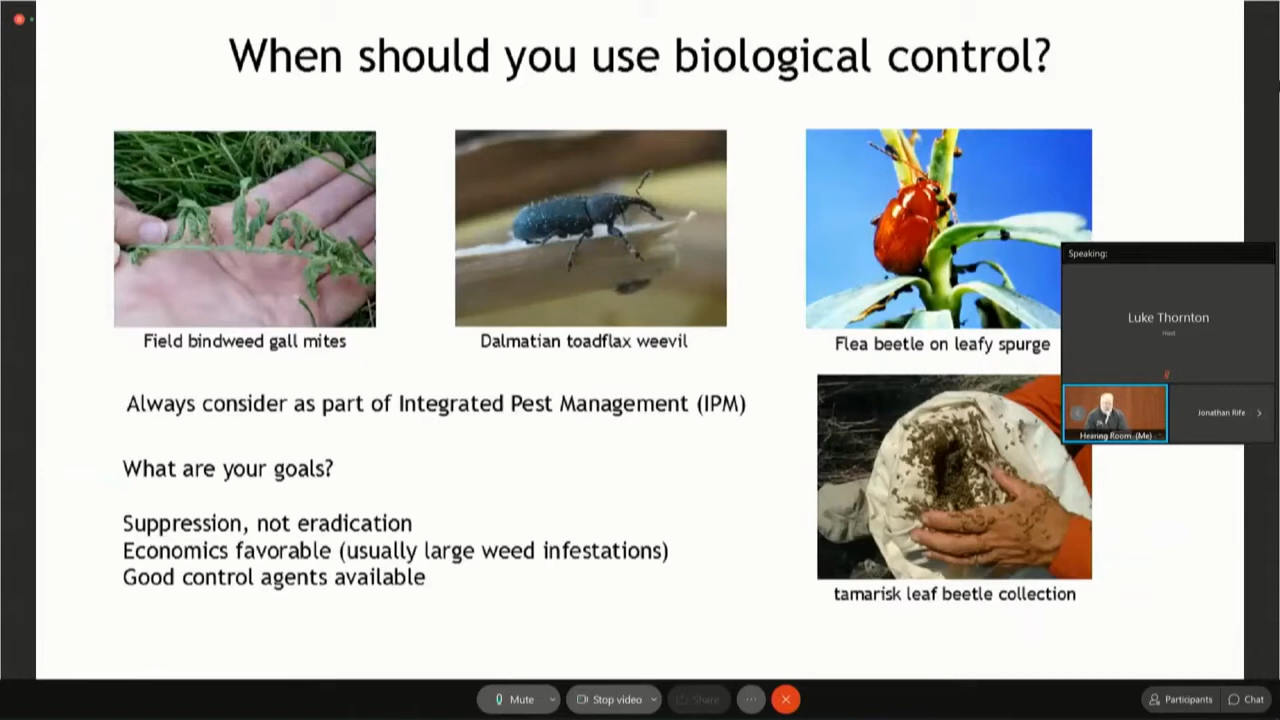 When should you use biological control?
Field bindweed gall mites
Dalmatian toadflax weevil
Flea beetle on leafy spurge
Always consider as part of Integrated Pest Management (IPM)
What are your goals?
Suppression, not eradication
Economics favorable (usually large weed infestations)
Good control agents available
tamarisk leaf beetle collection
Speaking:
Luke Thornton
Host
Hearing Room (Me)
Jonathan Rife
Mute
Stop video
Share
Participants
Chat